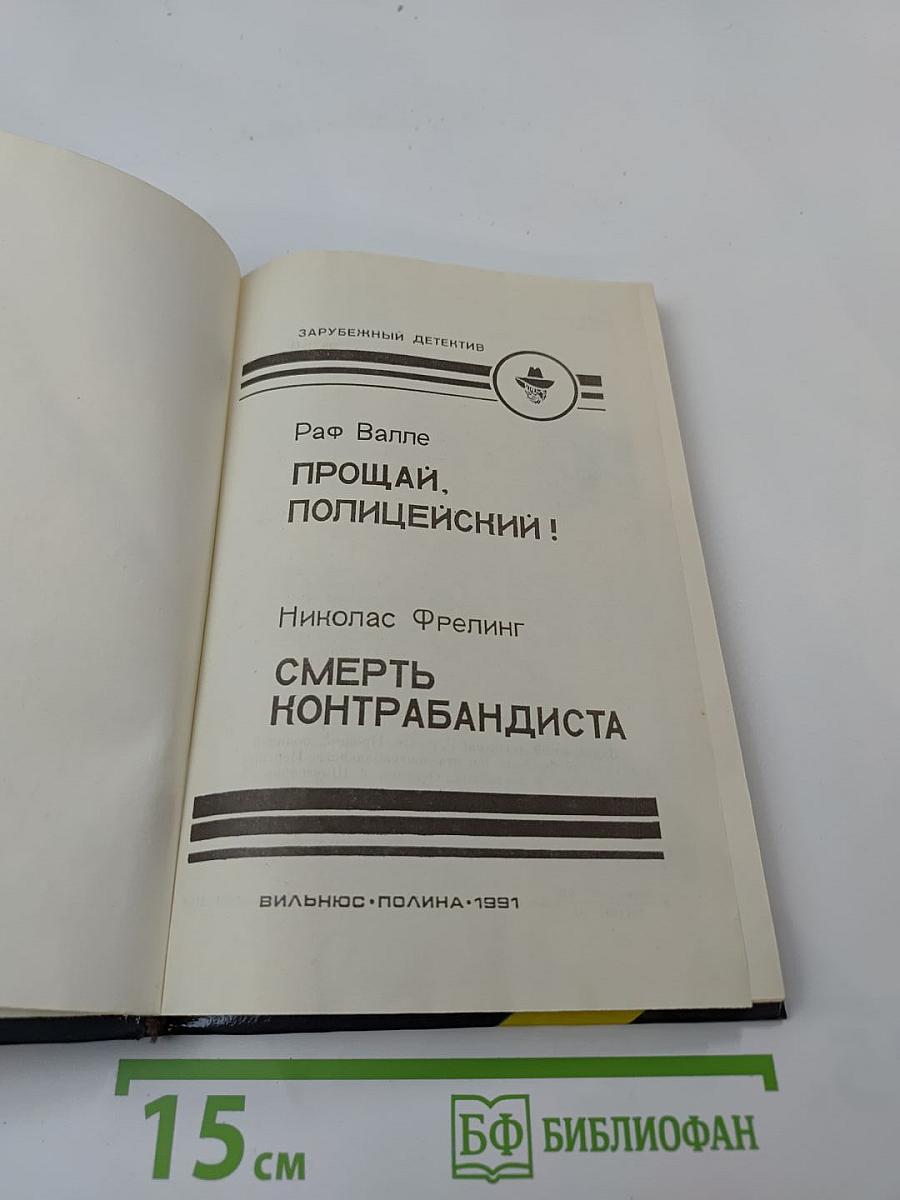 ЗАРУБЕЖНЫЙ ДЕТЕКТИВ
Раф Валле
ПРОЩАЙ,
ПОЛИЦЕЙСКИЙ!
Николас Фрелинг
СМЕРТЬ
КОНТРАБАНДИСТА
ВИЛЬНЮС•ПОЛИНА•1991
15 см
БФ БИБЛИОФАН